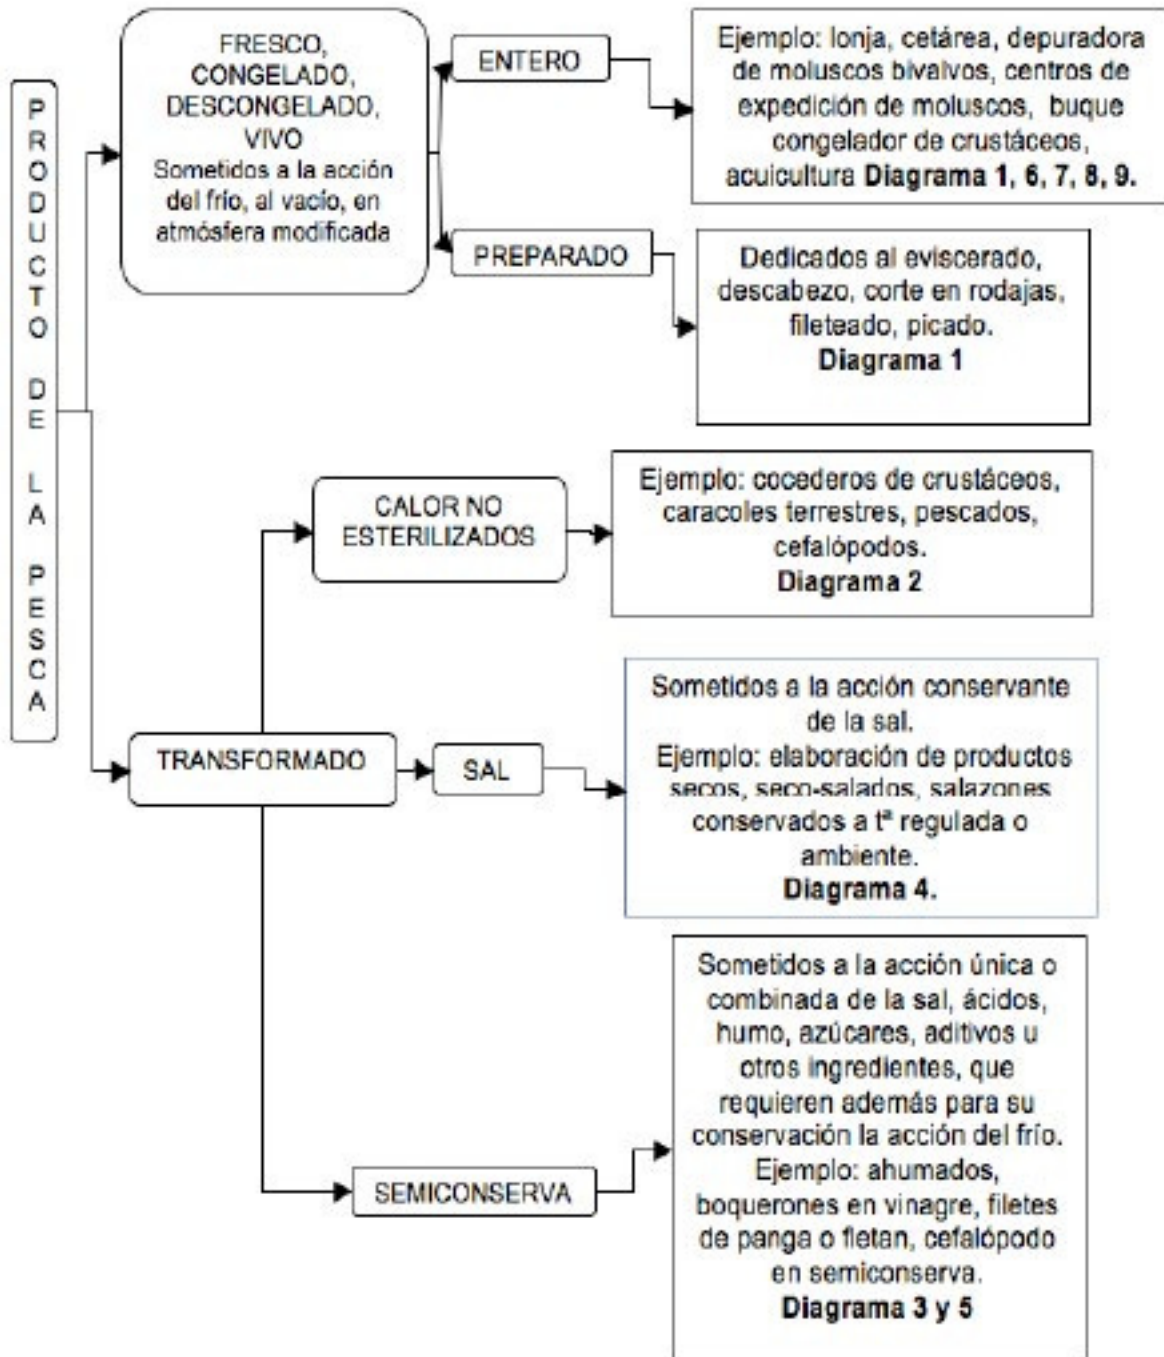 PRODUCTO DE LA PESCA
FRESCO,
CONGELADO,
DESCONGELADO,
VIVO
Sometidos a la acción
del frío, al vacío, en
atmósfera modificada
ENTERO
Ejemplo: lonja, cetárea, depuradora
de moluscos bivalvos, centros de
expedición de moluscos, buque
congelador de crustáceos,
acuicultura Diagrama 1, 6, 7, 8, 9.
PREPARADO
Dedicados al eviscerado,
descabezo, corte en rodajas,
fileteado, picado.
Diagrama 1
TRANSFORMADO
CALOR NO
ESTERILIZADOS
Ejemplo: cocederos de crustáceos,
caracoles terrestres, pescados,
cefalópodos.
Diagrama 2
SAL
Sometidos a la acción conservante
de la sal.
Ejemplo: elaboración de productos
secos, seco-salados, salazones
conservados a tª regulada o
ambiente.
Diagrama 4.
SEMICONSERVA
Sometidos a la acción única o
combinada de la sal, ácidos,
humo, azúcares, aditivos u
otros ingredientes, que
requieren además para su
conservación la acción del frío.
Ejemplo: ahumados,
boquerones en vinagre, filetes
de panga o fletan, cefalópodo
en semiconserva.
Diagrama 3 y 5